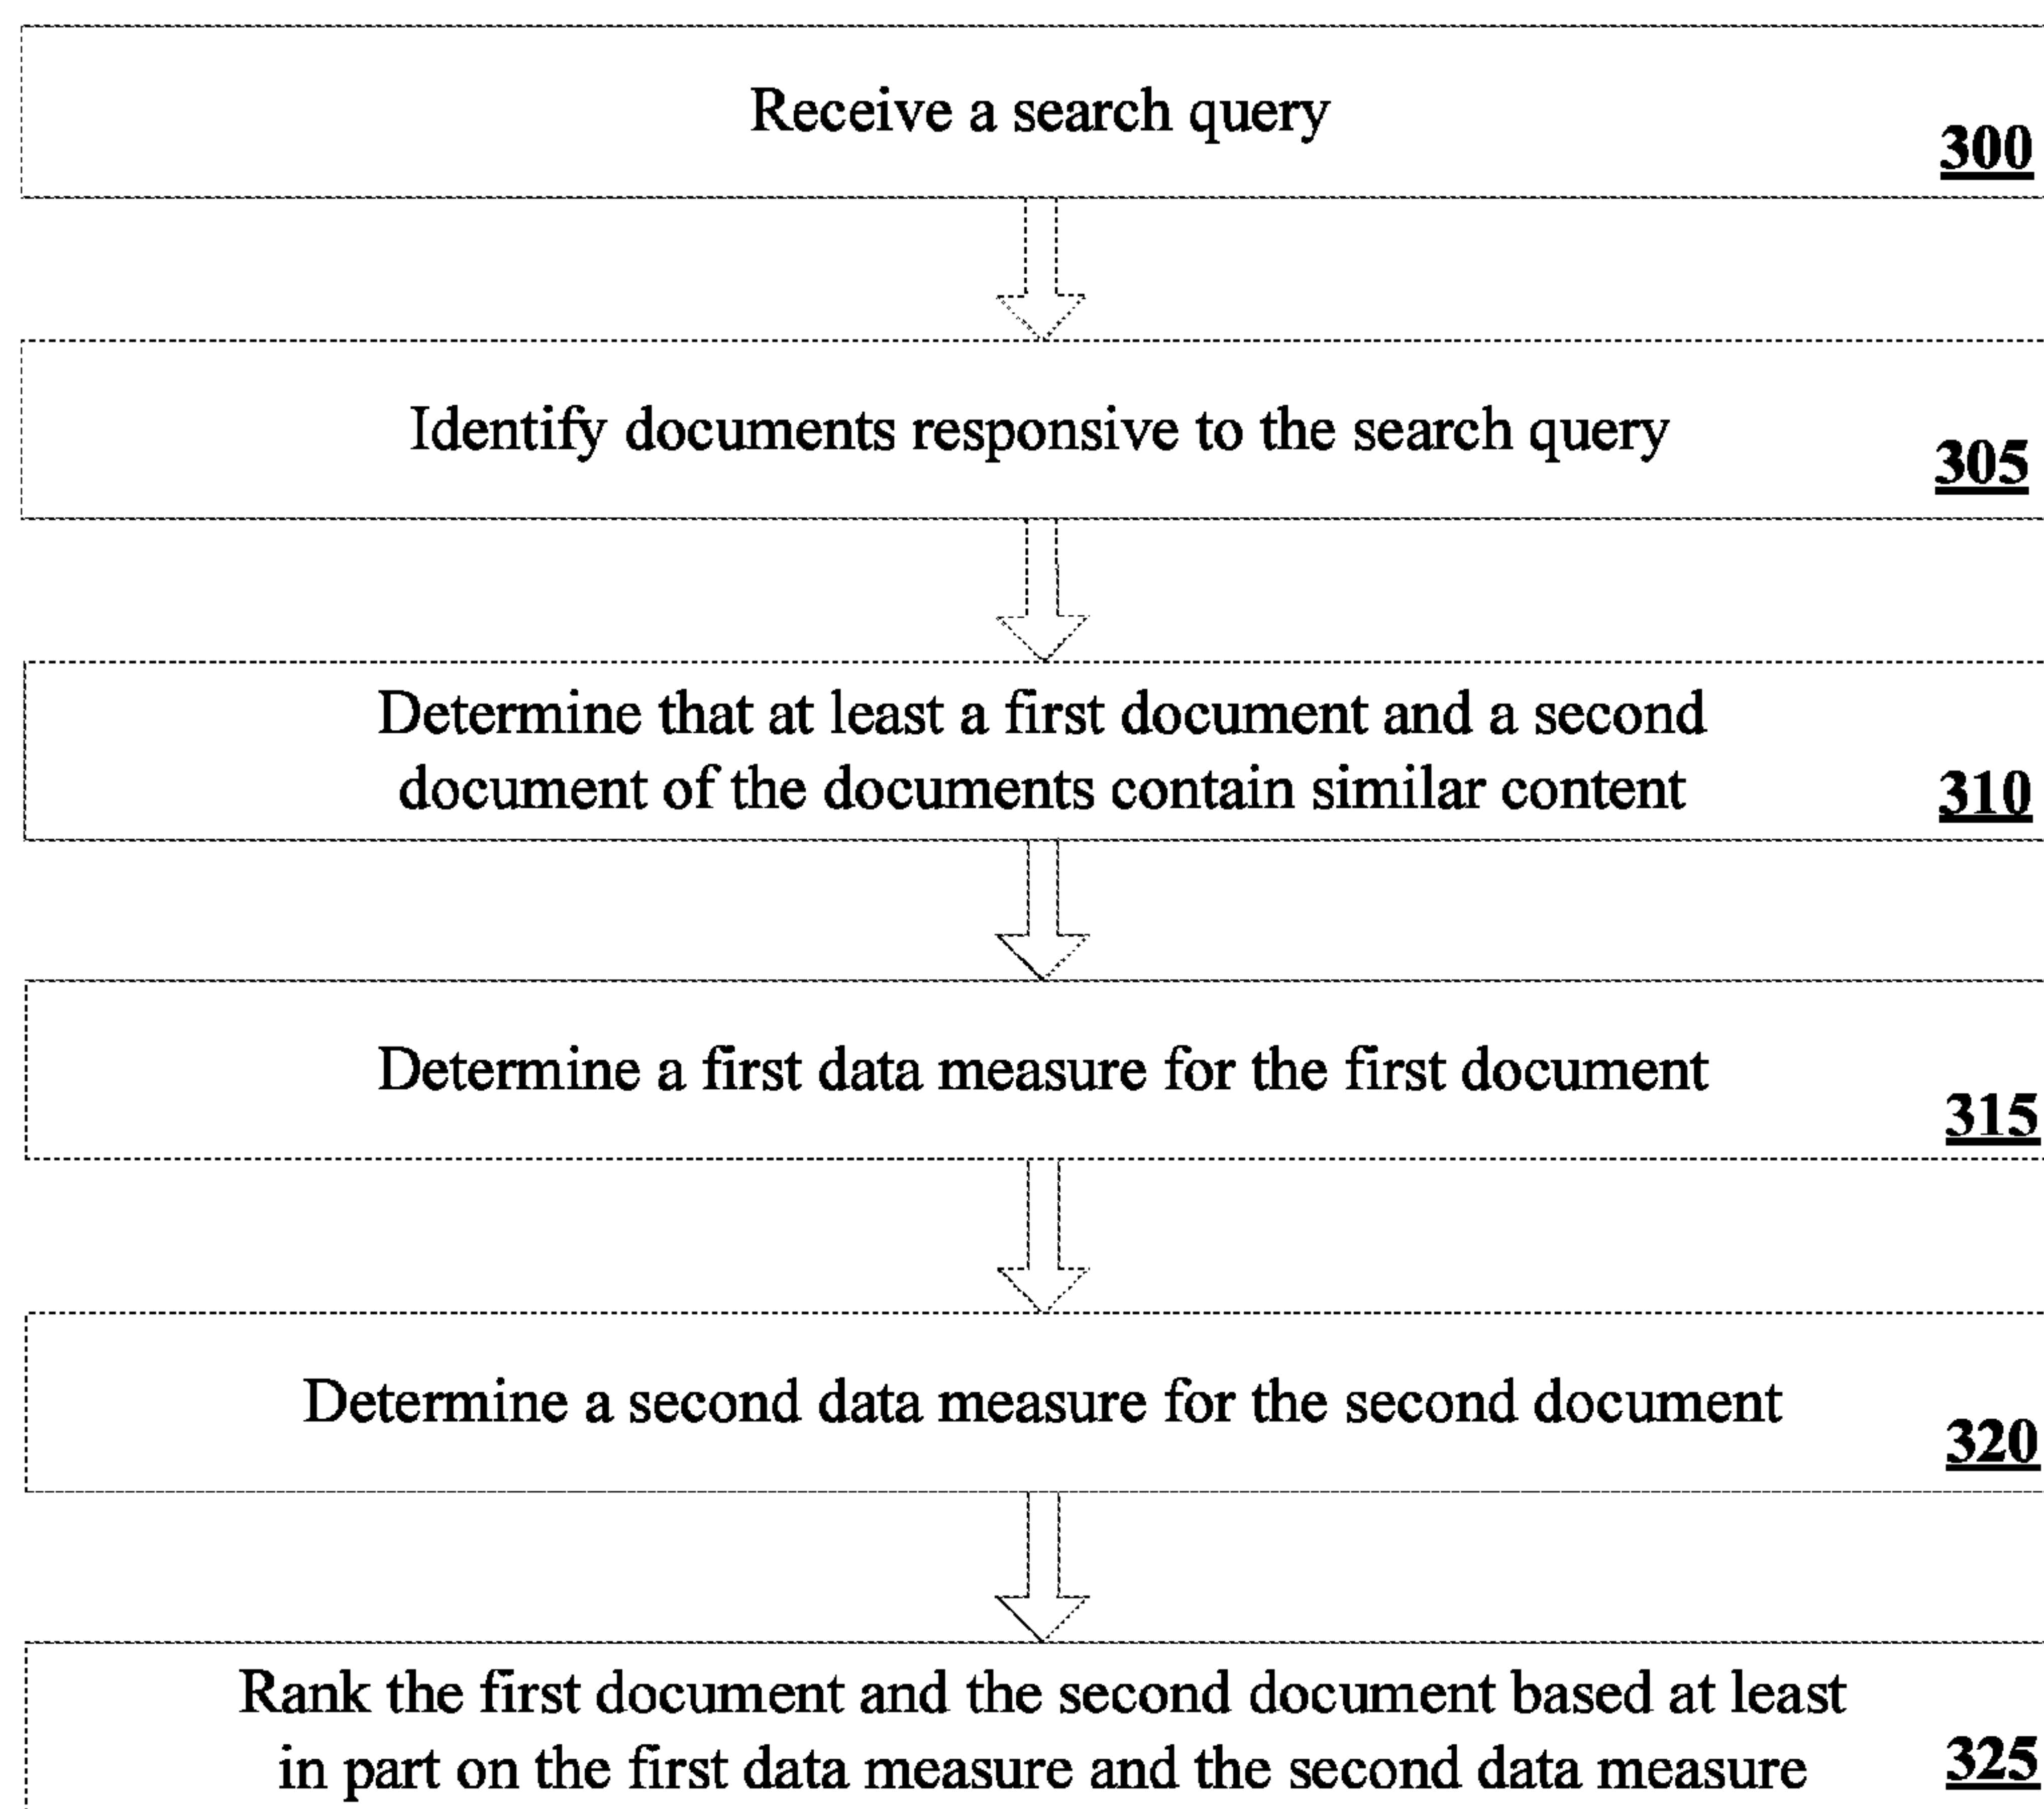 Receive a search query
300
Identify documents responsive to the search query
305
Determine that at least a first document and a second
document of the documents contain similar content
310
Determine a first data measure for the first document
315
Determine a second data measure for the second document
320
Rank the first document and the second document based at least
in part on the first data measure and the second data measure
325